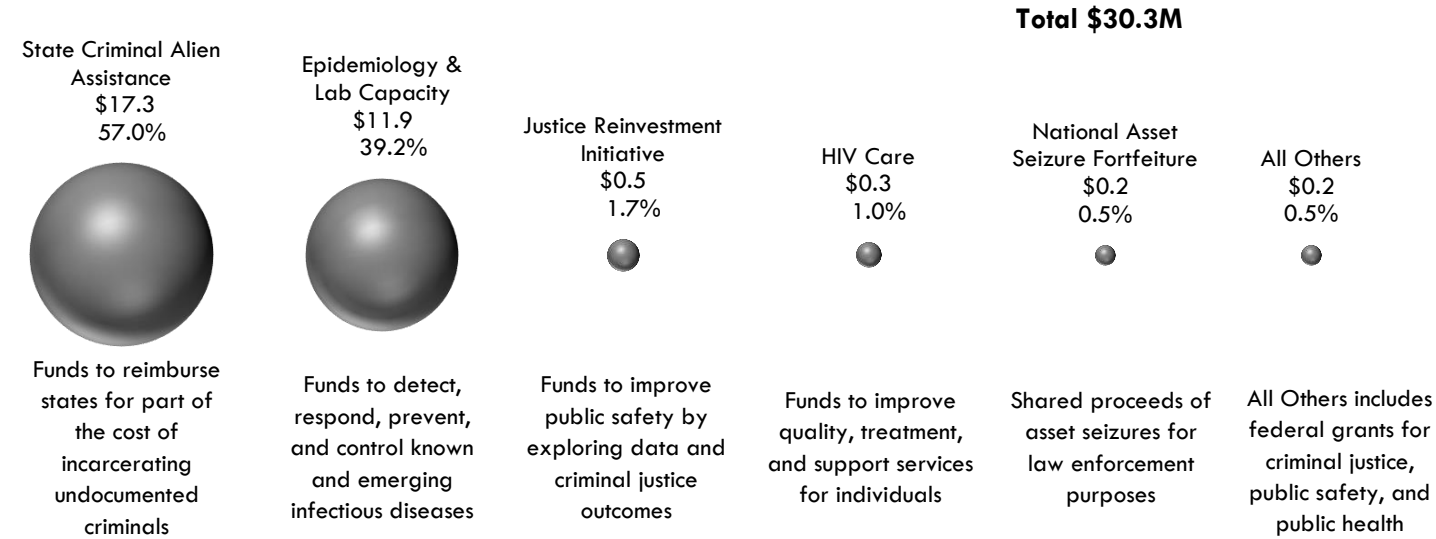 Total $30.3M
State Criminal Alien
Assistance
$17.3
57.0%
Epidemiology &
Lab Capacity
$11.9
39.2%
Justice Reinvestment
Initiative
$0.5
1.7%
HIV Care
$0.3
1.0%
National Asset
Seizure Fortfeiture
$0.2
0.5%
All Others
$0.2
0.5%
Funds to reimburse
states for part of
the cost of
incarcerating
undocumented
criminals
Funds to detect,
respond, prevent,
and control known
and emerging
infectious diseases
Funds to improve
public safety by
exploring data and
criminal justice
outcomes
Funds to improve
quality, treatment,
and support services
for individuals
Shared proceeds of
asset seizures for
law enforcement
purposes
All Others includes
federal grants for
criminal justice,
public safety, and
public health